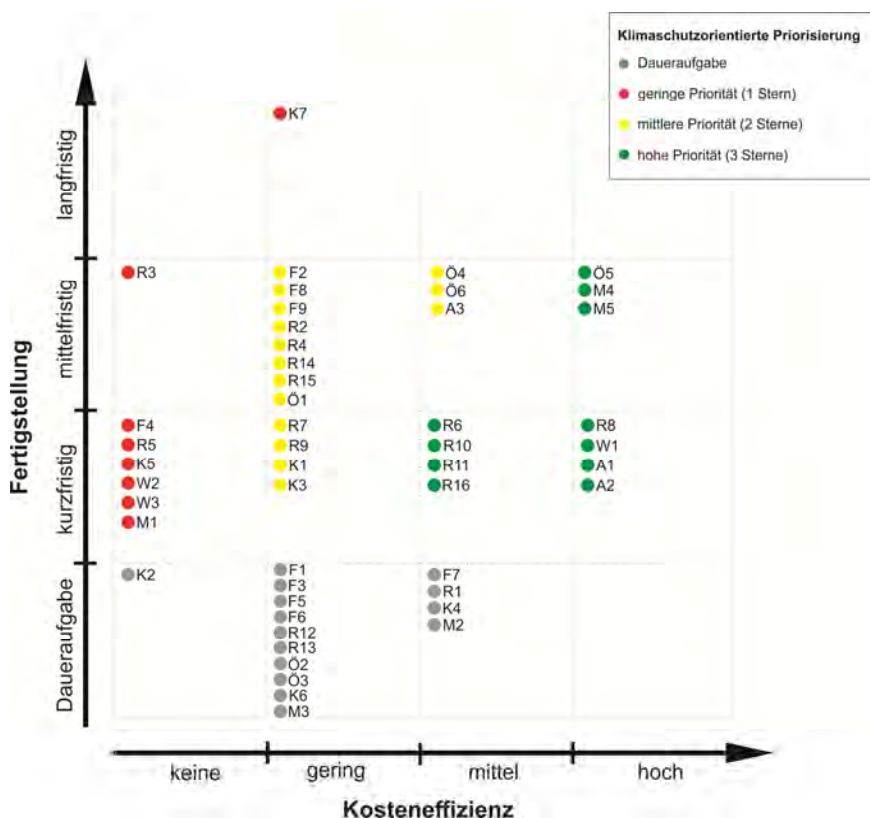 Klimaschutzorientierte Priorisierung
Daueraufgabe
geringe Priorität (1 Stern)
mittlere Priorität (2 Sterne)
hohe Priorität (3 Sterne)
Fertigstellung
langfristig
K7
mittelfristig
R3
F2
F8
F9
R2
R4
R14
R15
Ö1
Ö4
Ö6
A3
Ö5
M4
M5
kurzfristig
F4
R5
K5
W2
W3
M1
R7
R9
K1
K3
R6
R10
R11
R16
R8
W1
A1
A2
Daueraufgabe
K2
F1
F3
F5
F6
R12
R13
Ö2
Ö3
K6
M3
F7
R1
K4
M2
keine
gering
mittel
hoch
Kosteneffizienz